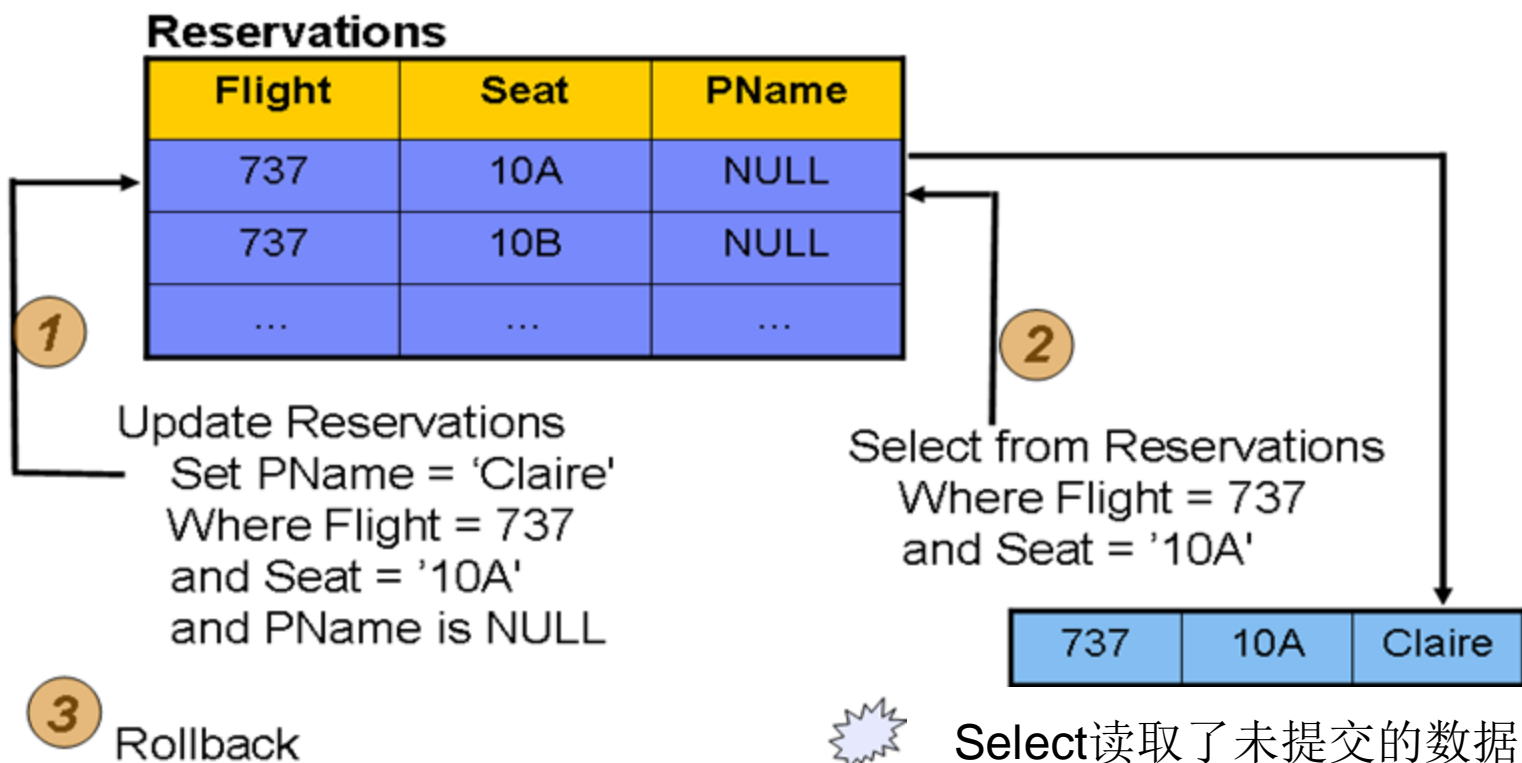 Reservations
Flight Seat PName
737 10A NULL
737 10B NULL
... ... ...
1
2
Update Reservations
Set PName = ‘Claire'
Where Flight = 737
and Seat = ’10A'
and PName is NULL
Select from Reservations
Where Flight = 737
and Seat = ’10A'
737 10A Claire
3
Rollback
Select读取了未提交的数据